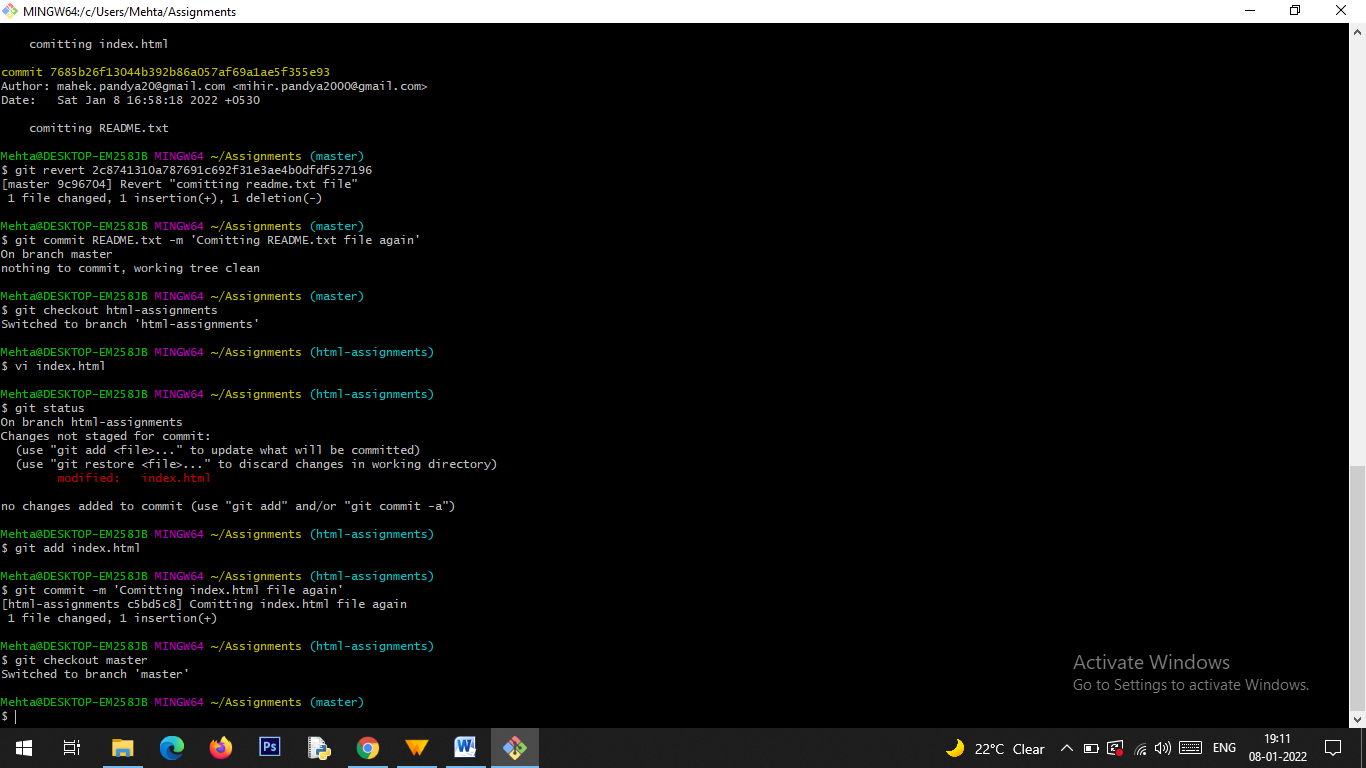 MINGW64:/c/Users/Mehta/Assignments
comitting index.html
commit 7685b26f13044b392b86a057af69a1ae5f355e93
Author: mahek.pandya20@gmail.com <mihir.pandya2000@gmail.com>
Date:   Sat Jan 8 16:58:18 2022 +0530
comitting README.txt
Mehta@DESKTOP-EM258JB MINGW64 ~/Assignments (master)
$ git revert 2c8741310a787691c692f31e3ae4b0dfdf527196
[master 9c96704] Revert "comitting readme.txt file"
1 file changed, 1 insertion(+), 1 deletion(-)
Mehta@DESKTOP-EM258JB MINGW64 ~/Assignments (master)
$ git commit README.txt -m 'Comitting README.txt file again'
On branch master
nothing to commit, working tree clean
Mehta@DESKTOP-EM258JB MINGW64 ~/Assignments (master)
$ git checkout html-assignments
Switched to branch 'html-assignments'
Mehta@DESKTOP-EM258JB MINGW64 ~/Assignments (html-assignments)
$ vi index.html
Mehta@DESKTOP-EM258JB MINGW64 ~/Assignments (html-assignments)
$ git status
On branch html-assignments
Changes not staged for commit:
(use "git add <file>..." to update what will be committed)
(use "git restore <file>..." to discard changes in working directory)
modified:   index.html
no changes added to commit (use "git add" and/or "git commit -a")
Mehta@DESKTOP-EM258JB MINGW64 ~/Assignments (html-assignments)
$ git add index.html
Mehta@DESKTOP-EM258JB MINGW64 ~/Assignments (html-assignments)
$ git commit -m 'Comitting index.html file again'
[html-assignments c5bd5c8] Comitting index.html file again
1 file changed, 1 insertion(+)
Mehta@DESKTOP-EM258JB MINGW64 ~/Assignments (html-assignments)
$ git checkout master
Switched to branch 'master'
Mehta@DESKTOP-EM258JB MINGW64 ~/Assignments (master)
$
Activate Windows
Go to Settings to activate Windows.
Ps
W
22°C Clear
ENG
19:11
08-01-2022